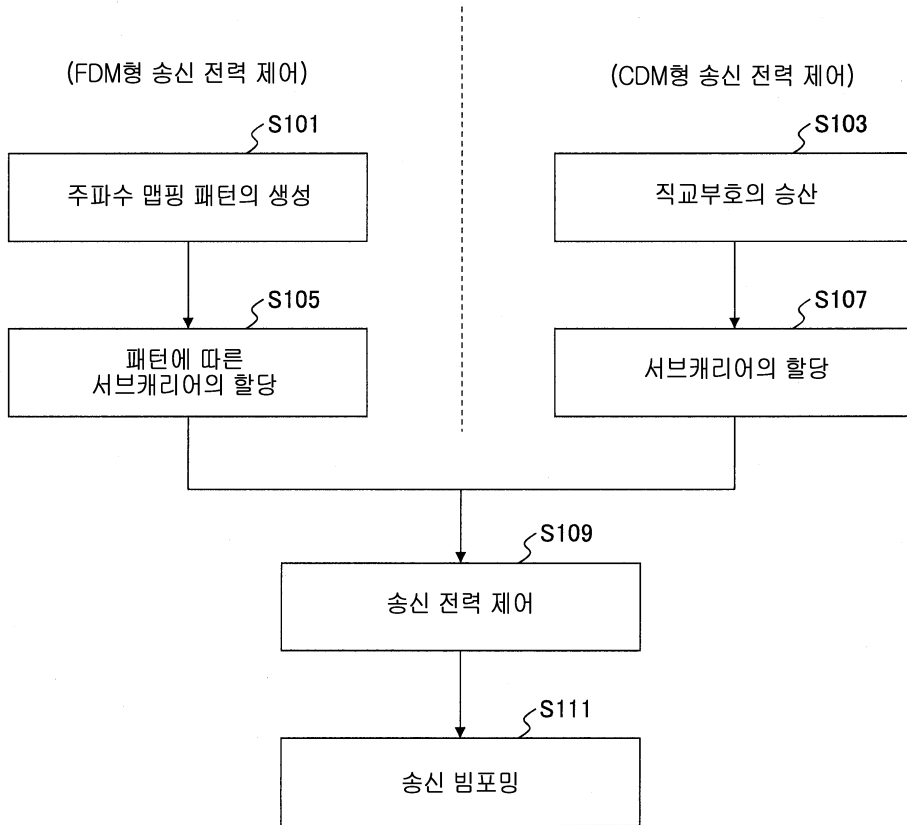 (FDM형 송신 전력 제어)
(CDM형 송신 전력 제어)
S101
주파수 맵핑 패턴의 생성
S103
직교부호의 승산
S105
패턴에 따른
서브캐리어의 할당
S107
서브캐리어의 할당
S109
송신 전력 제어
S111
송신 빔포밍